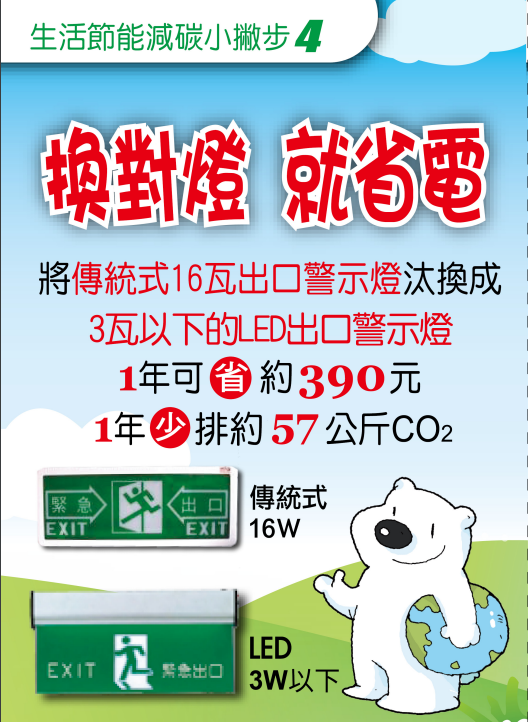 生活節能減碳小撇步4
換對燈 就省電
將傳統式16瓦出口警示燈汰換成
3瓦以下的LED出口警示燈
1年可省約390元
1年少排約57公斤CO₂
緊急 出口
EXIT EXIT
傳統式
16W
EXIT 緊急出口
LED
3W以下